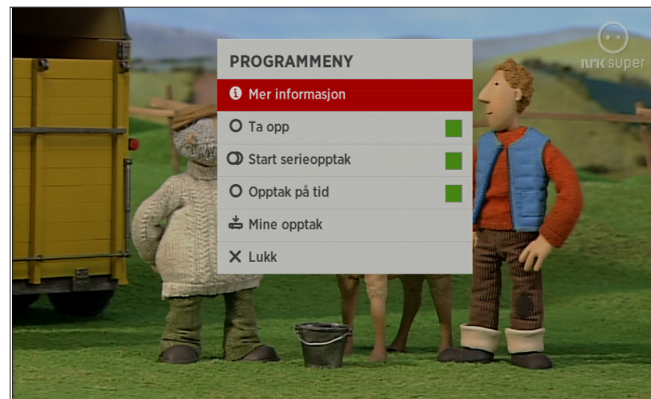 nrk super
PROGRAMMENY
Mer informasjon
Ta opp
Start serieopptak
Opptak på tid
Mine opptak
Lukk